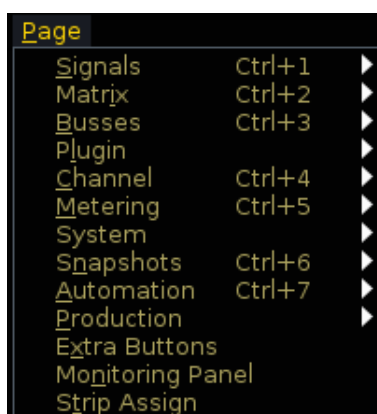 Page
Signals Ctrl+1
Matrix Ctrl+2
Busses Ctrl+3
Plugin
Channel Ctrl+4
Metering Ctrl+5
System
Snapshots Ctrl+6
Automation Ctrl+7
Production
Extra Buttons
Monitoring Panel
Strip Assign